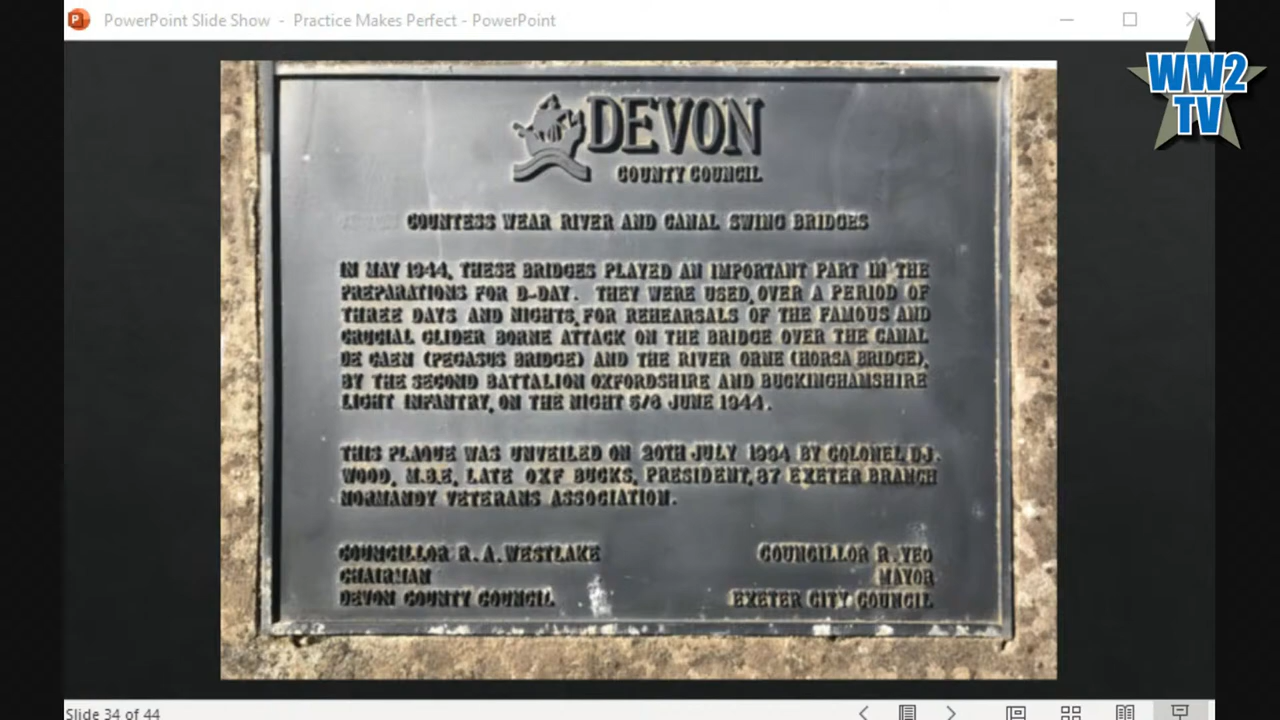 PowerPoint Slide Show - Practice Makes Perfect - PowerPoint
WW2
TV
DEVON
COUNTY COUNCIL
COUNTESS WEAR RIVER AND CANAL SWING BRIDGES
IN MAY 1944, THESE BRIDGES PLAYED AN IMPORTANT PART IN THE
PREPARATIONS FOR D-DAY. THEY WERE USED, OVER A PERIOD OF
THREE DAYS AND NIGHTS, FOR REHEARSALS OF THE FAMOUS AND
CRUCIAL GLIDER BORNE ATTACK ON THE BRIDGE OVER THE CANAL
DE CAEN (PEGASUS BRIDGE) AND THE RIVER ORNE (HORSA BRIDGE),
BY THE SECOND BATTALION OXFORDSHIRE AND BUCKINGHAMSHIRE
LIGHT INFANTRY, ON THE NIGHT 5/6 JUNE 1944.
THIS PLAQUE WAS UNVEILED ON 20TH JULY 1994 BY COLONEL D.J.
WOOD, M.B.E, LATE OXF BUCKS, PRESIDENT, 87 EXETER BRANCH
NORMANDY VETERANS ASSOCIATION.
COUNCILLOR R. A. WESTLAKE
CHAIRMAN
DEVON COUNTY COUNCIL
COUNCILLOR R. YEO
MAYOR
EXETER CITY COUNCIL
Slide 34 of 44